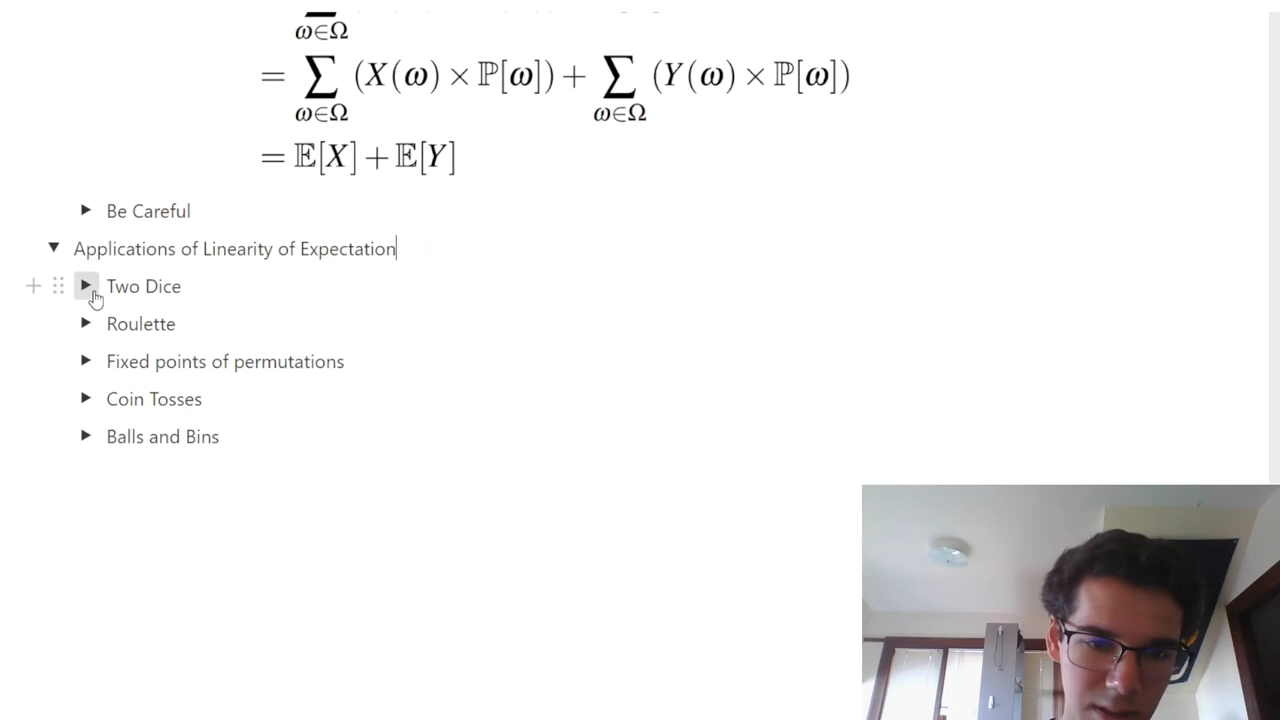 ω∈Ω
= ∑ (X(ω) × ℙ[ω]) + ∑ (Y(ω) × ℙ[ω])
ω∈Ω ω∈Ω
= 𝔼[X] + 𝔼[Y]
Be Careful
Applications of Linearity of Expectation
Two Dice
Roulette
Fixed points of permutations
Coin Tosses
Balls and Bins